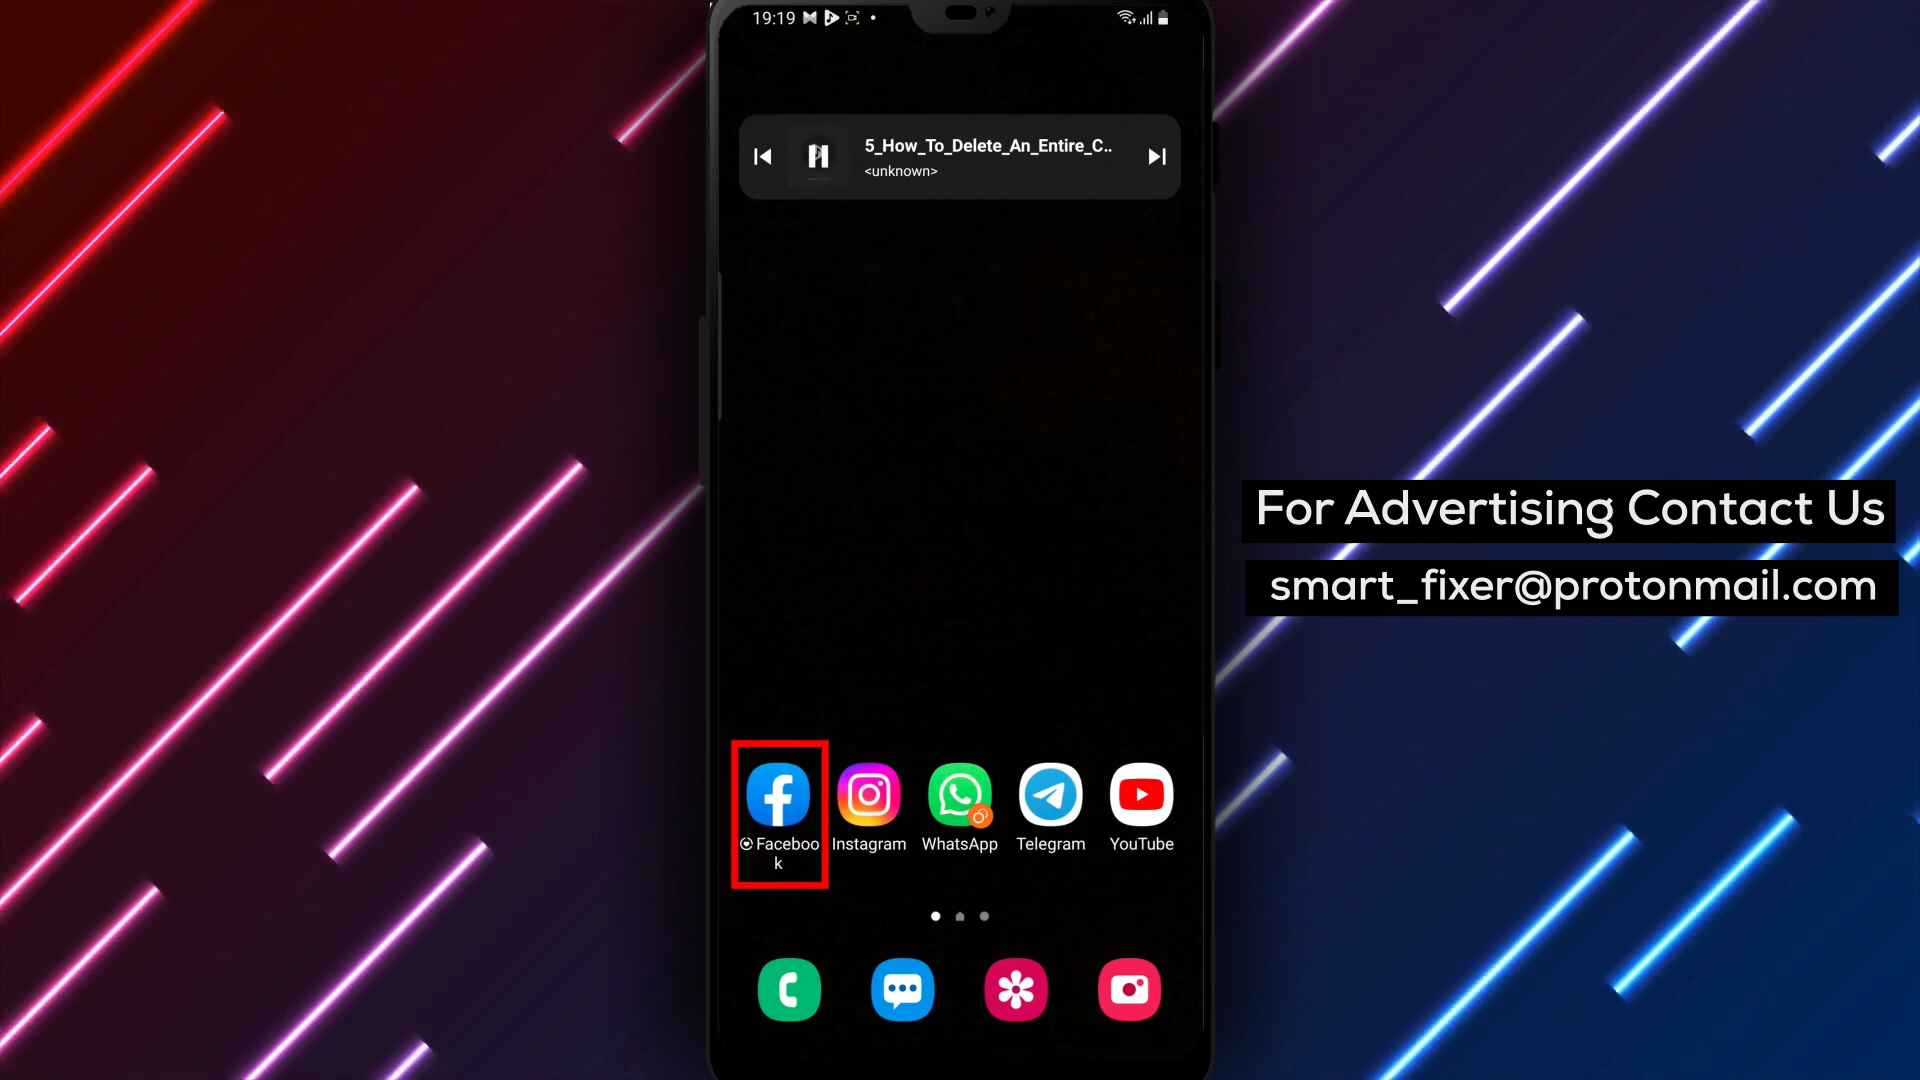 19:19
5_How_To_Delete_An_Entire_C..
<unknown>
For Advertising Contact Us
smart_fixer@protonmail.com
Faceboo
k
Instagram
WhatsApp
Telegram
YouTube